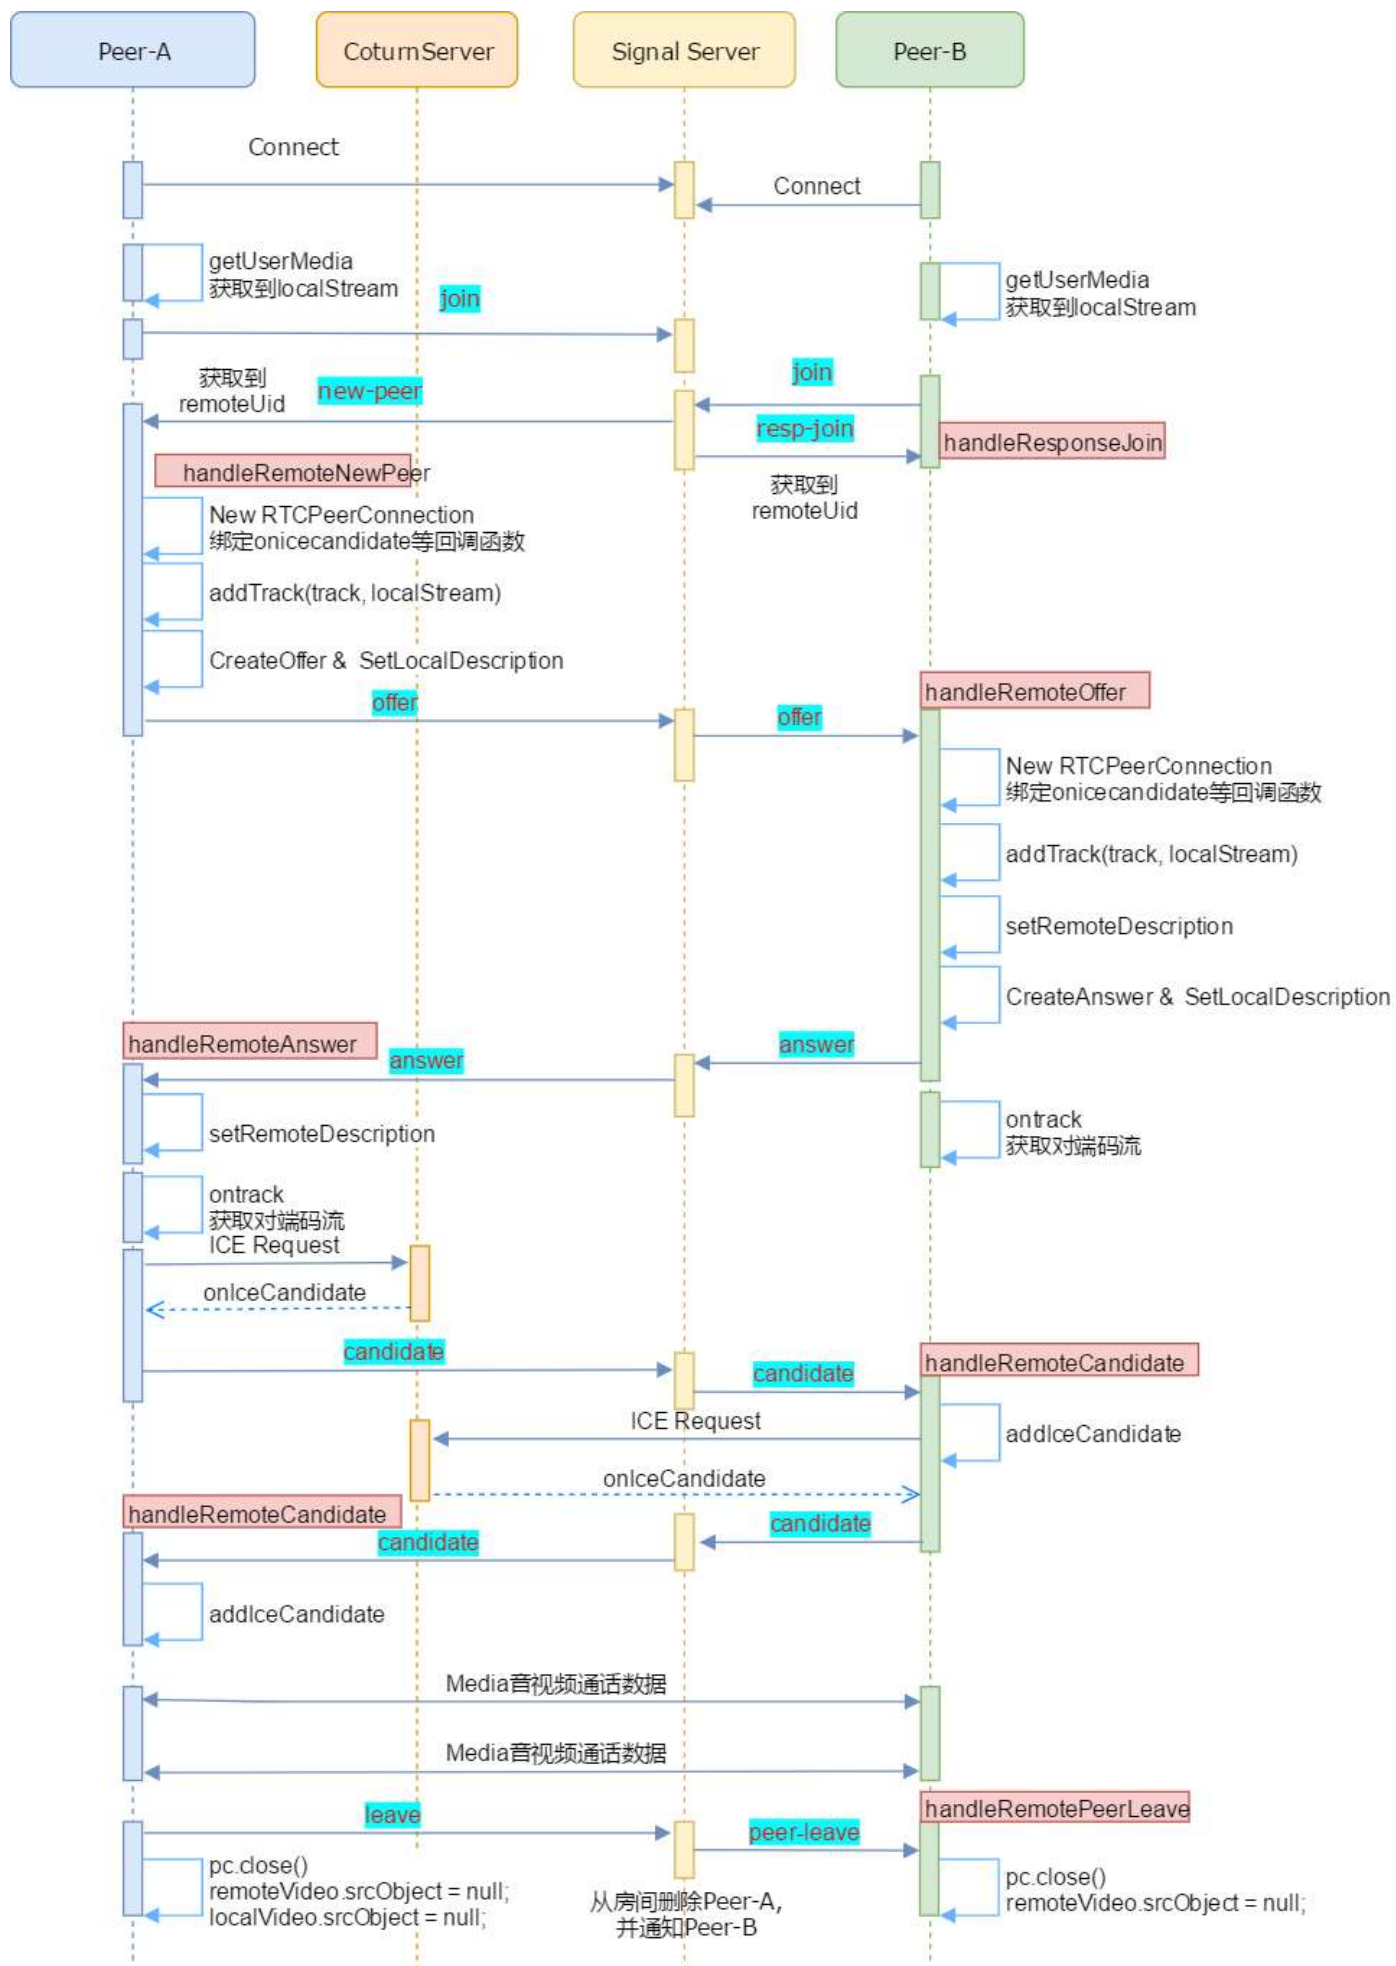 Peer-A
CoturnServer
Signal Server
Peer-B
Connect
Connect
getUserMedia
获取到localStream
getUserMedia
获取到localStream
join
join
获取到
remoteUid
new-peer
resp-join
handleResponseJoin
handleRemoteNewPeer
获取到
remoteUid
New RTCPeerConnection
绑定onicecandidate等回调函数
addTrack(track, localStream)
CreateOffer & SetLocalDescription
handleRemoteOffer
offer
offer
New RTCPeerConnection
绑定onicecandidate等回调函数
addTrack(track, localStream)
setRemoteDescription
CreateAnswer & SetLocalDescription
handleRemoteAnswer
answer
answer
ontrack
获取对端码流
setRemoteDescription
ontrack
获取对端码流
ICE Request
onIceCandidate
candidate
handleRemoteCandidate
candidate
ICE Request
addIceCandidate
onIceCandidate
handleRemoteCandidate
candidate
candidate
addIceCandidate
Media音视频通话数据
Media音视频通话数据
handleRemotePeerLeave
leave
peer-leave
pc.close()
remoteVideo.srcObject = null;
localVideo.srcObject = null;
pc.close()
remoteVideo.srcObject = null;
从房间删除Peer-A,
并通知Peer-B